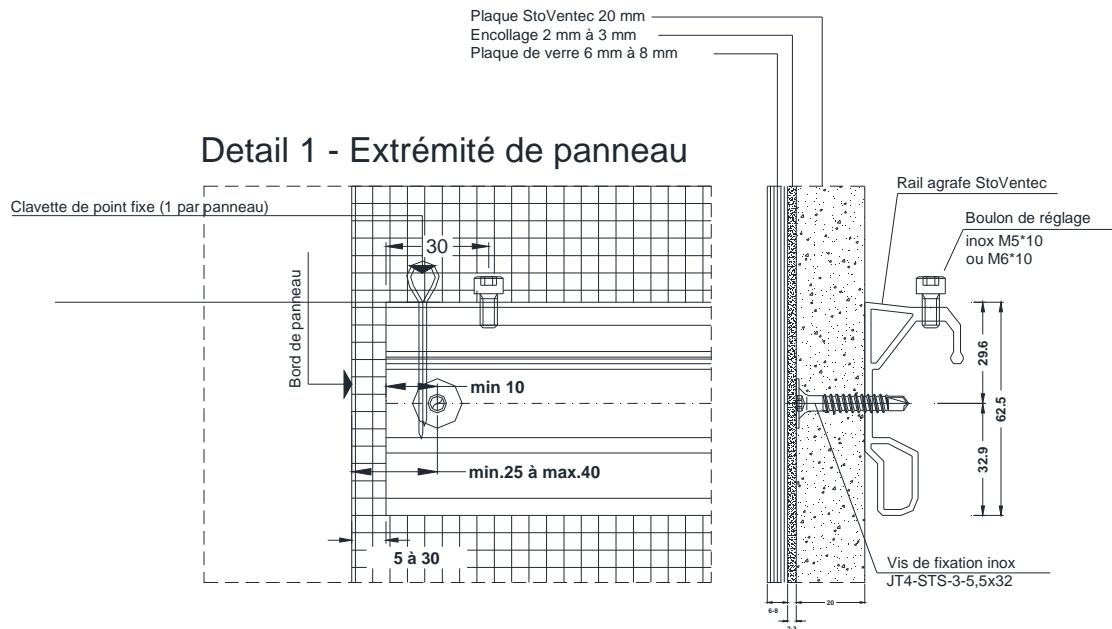 Plaque StoVentec 20 mm
Encollage 2 mm à 3 mm
Plaque de verre 6 mm à 8 mm
Detail 1 - Extrémité de panneau
Rail agrafe StoVentec
Clavette de point fixe (1 par panneau)
Boulon de réglage
inox M5*10
ou M6*10
30
Bord de panneau
min 10
29.6
62.5
32.9
min.25 à max.40
5 à 30
Vis de fixation inox
JT4-STS-3-5,5x32
6-8
20
2-3